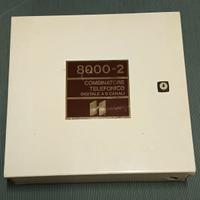 8000-2
COMBINATORE
TELEFONICO
DIGITALE A 8 CANALI